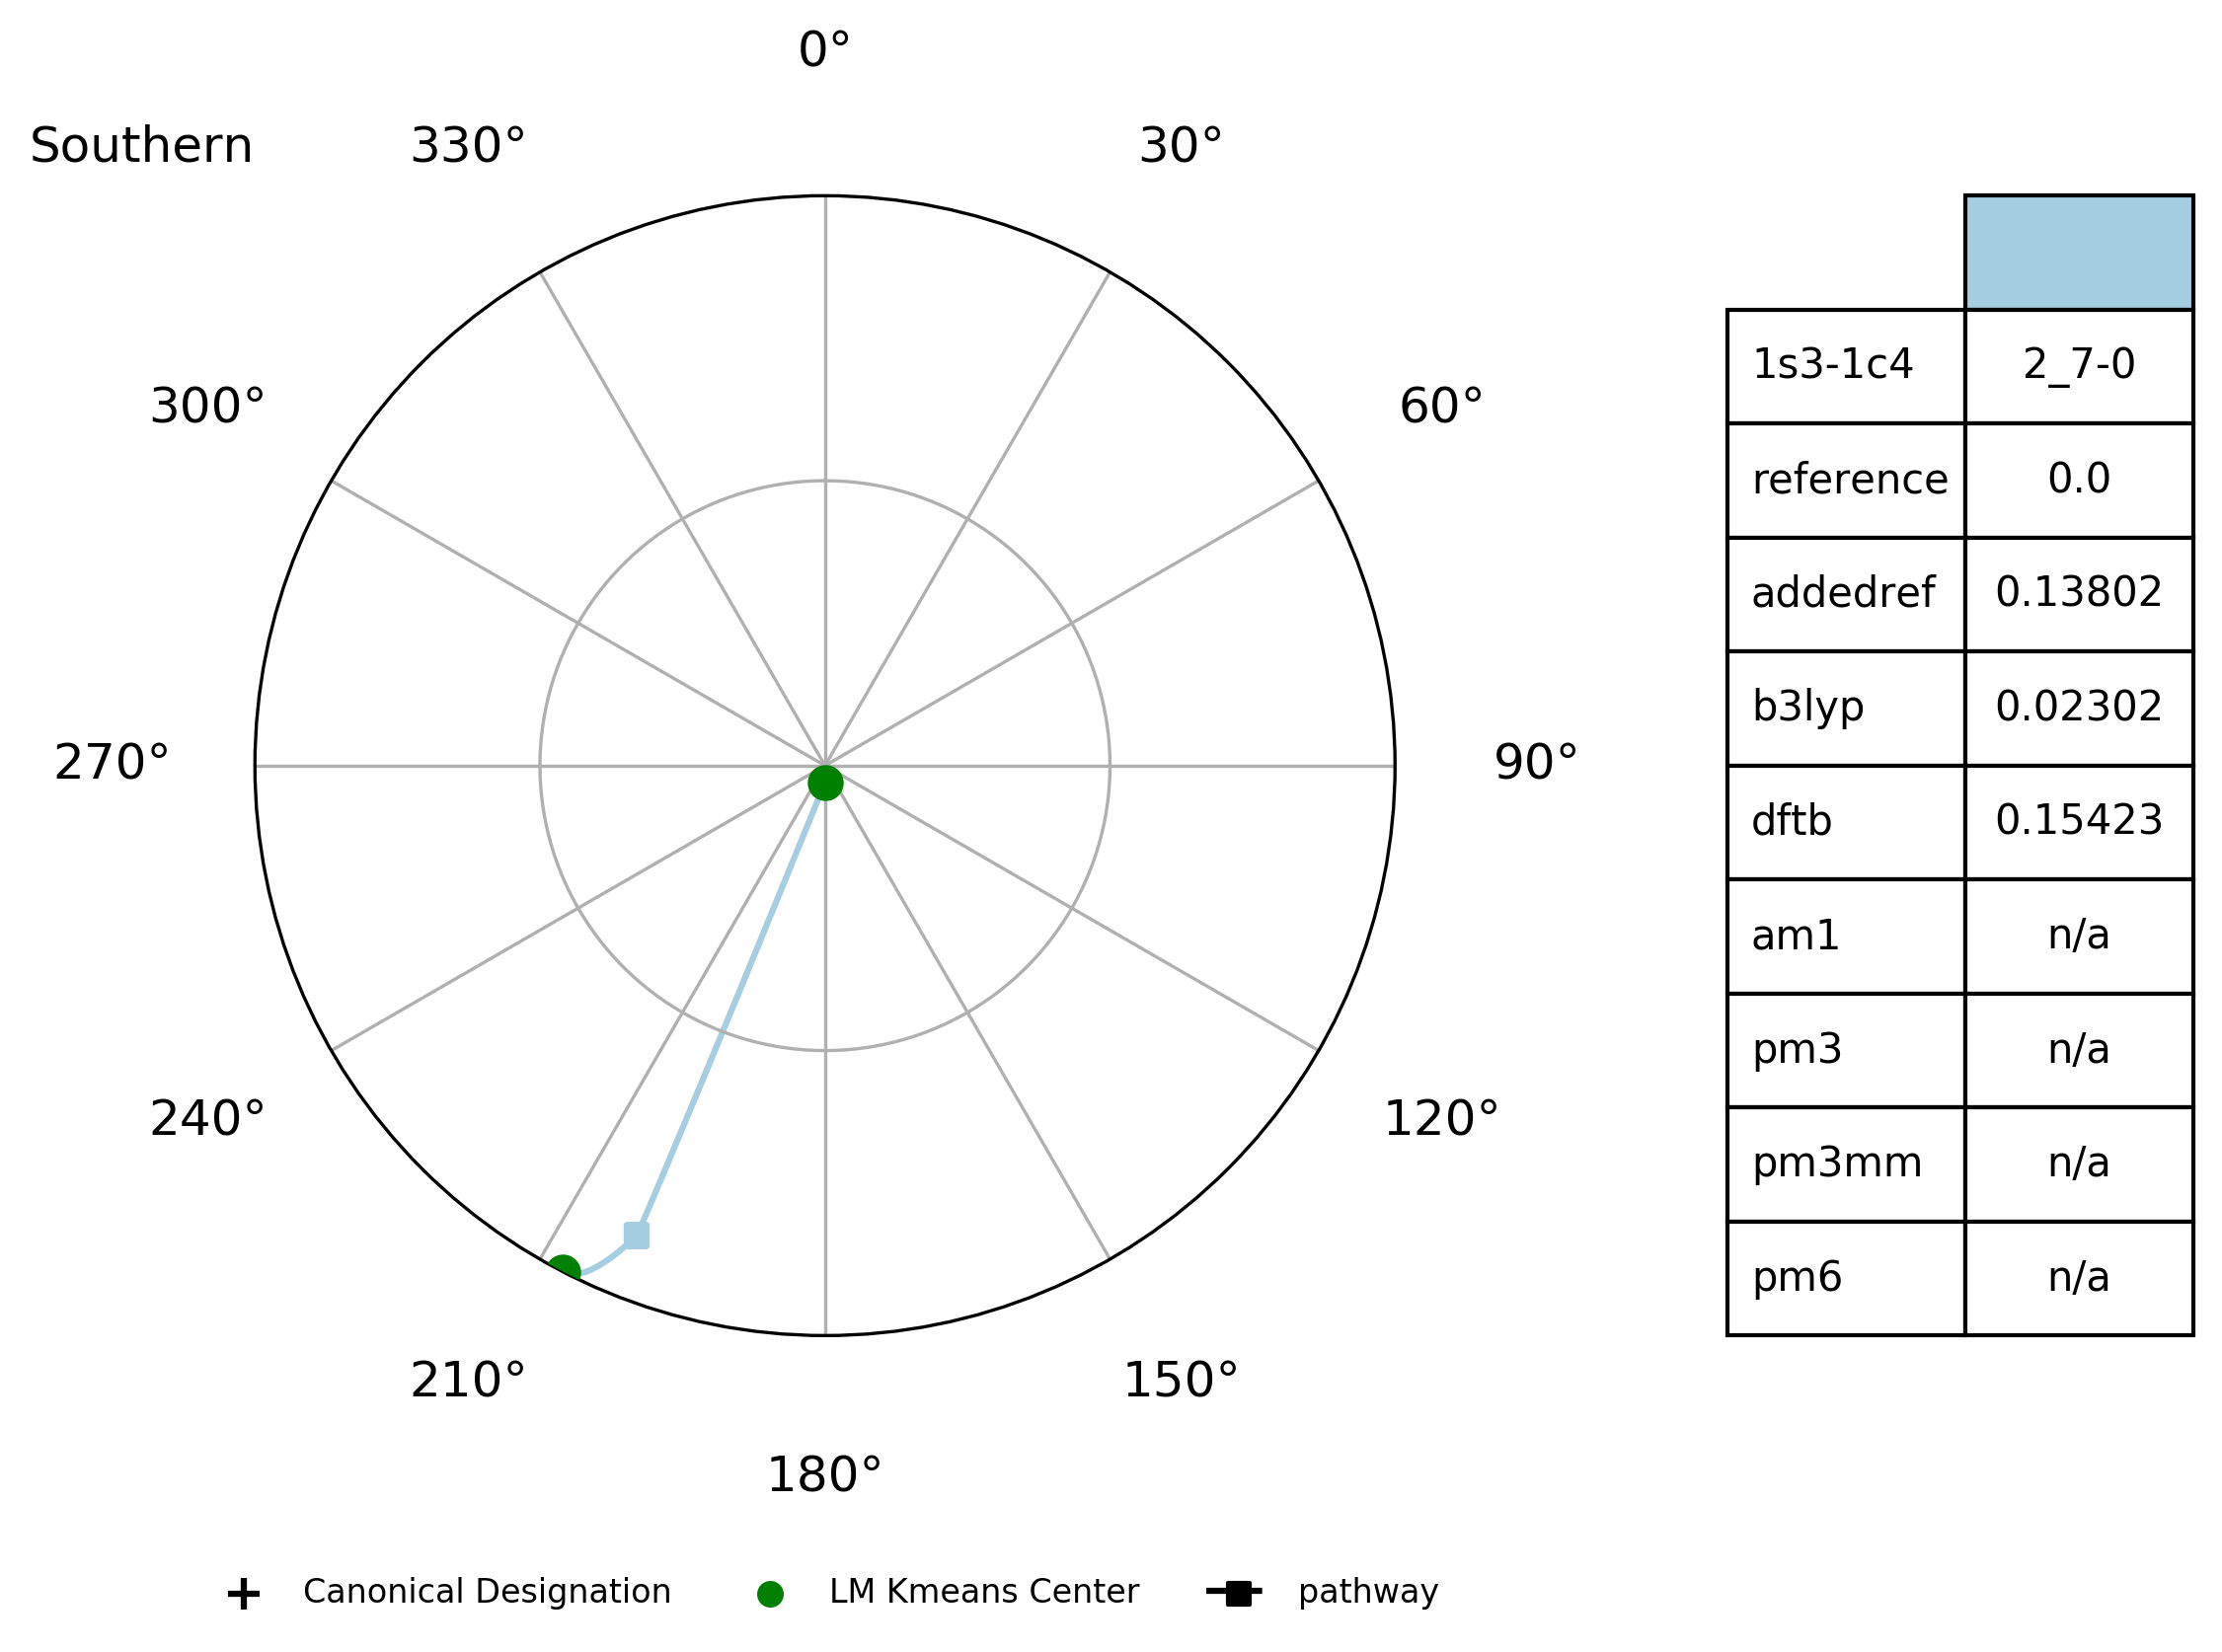 0°
Southern
330°
30°
300°
60°
270°
90°
240°
120°
210°
150°
180°
1s3-1c4 2_7-0
reference 0.0
addedref 0.13802
b3lyp 0.02302
dftb 0.15423
am1 n/a
pm3 n/a
pm3mm n/a
pm6 n/a
Canonical Designation
LM Kmeans Center
pathway